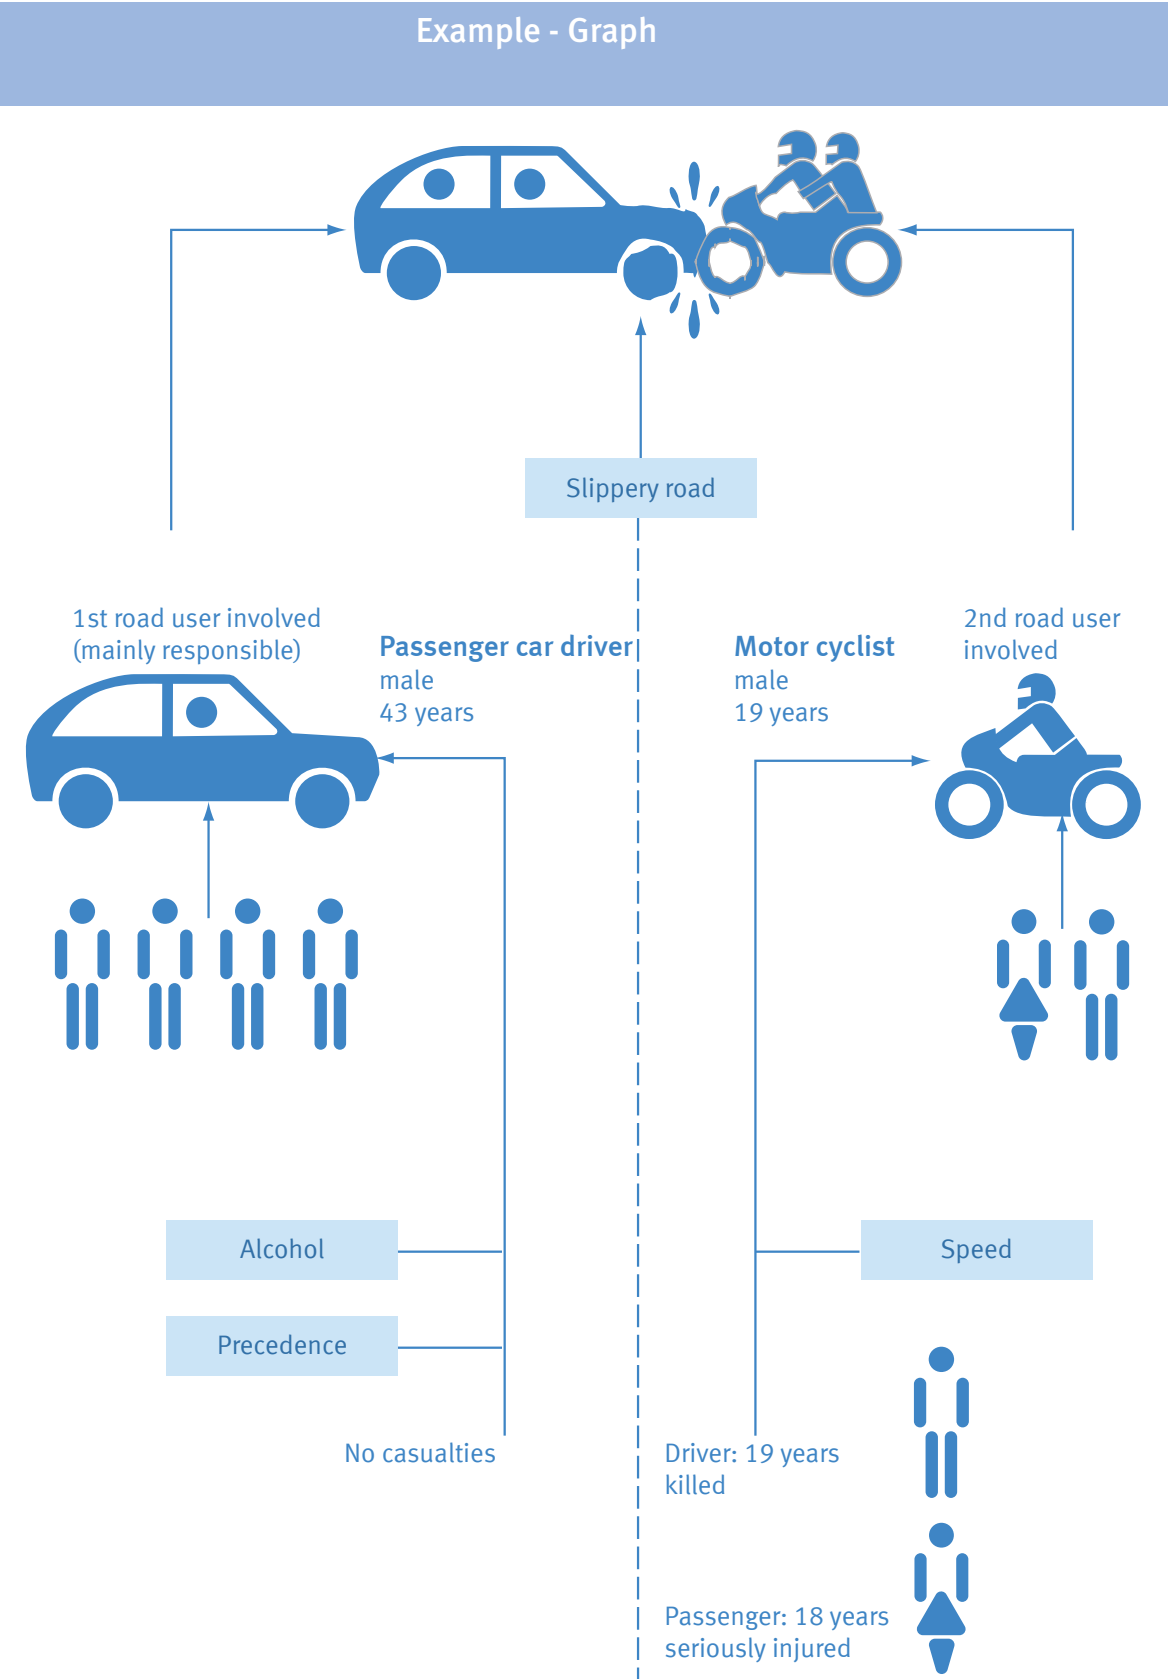 Example - Graph
Slippery road
1st road user involved
(mainly responsible)
Passenger car driver
male
43 years
Motor cyclist
male
19 years
2nd road user
involved
Alcohol
Precedence
No casualties
Speed
Driver: 19 years
killed
Passenger: 18 years
seriously injured